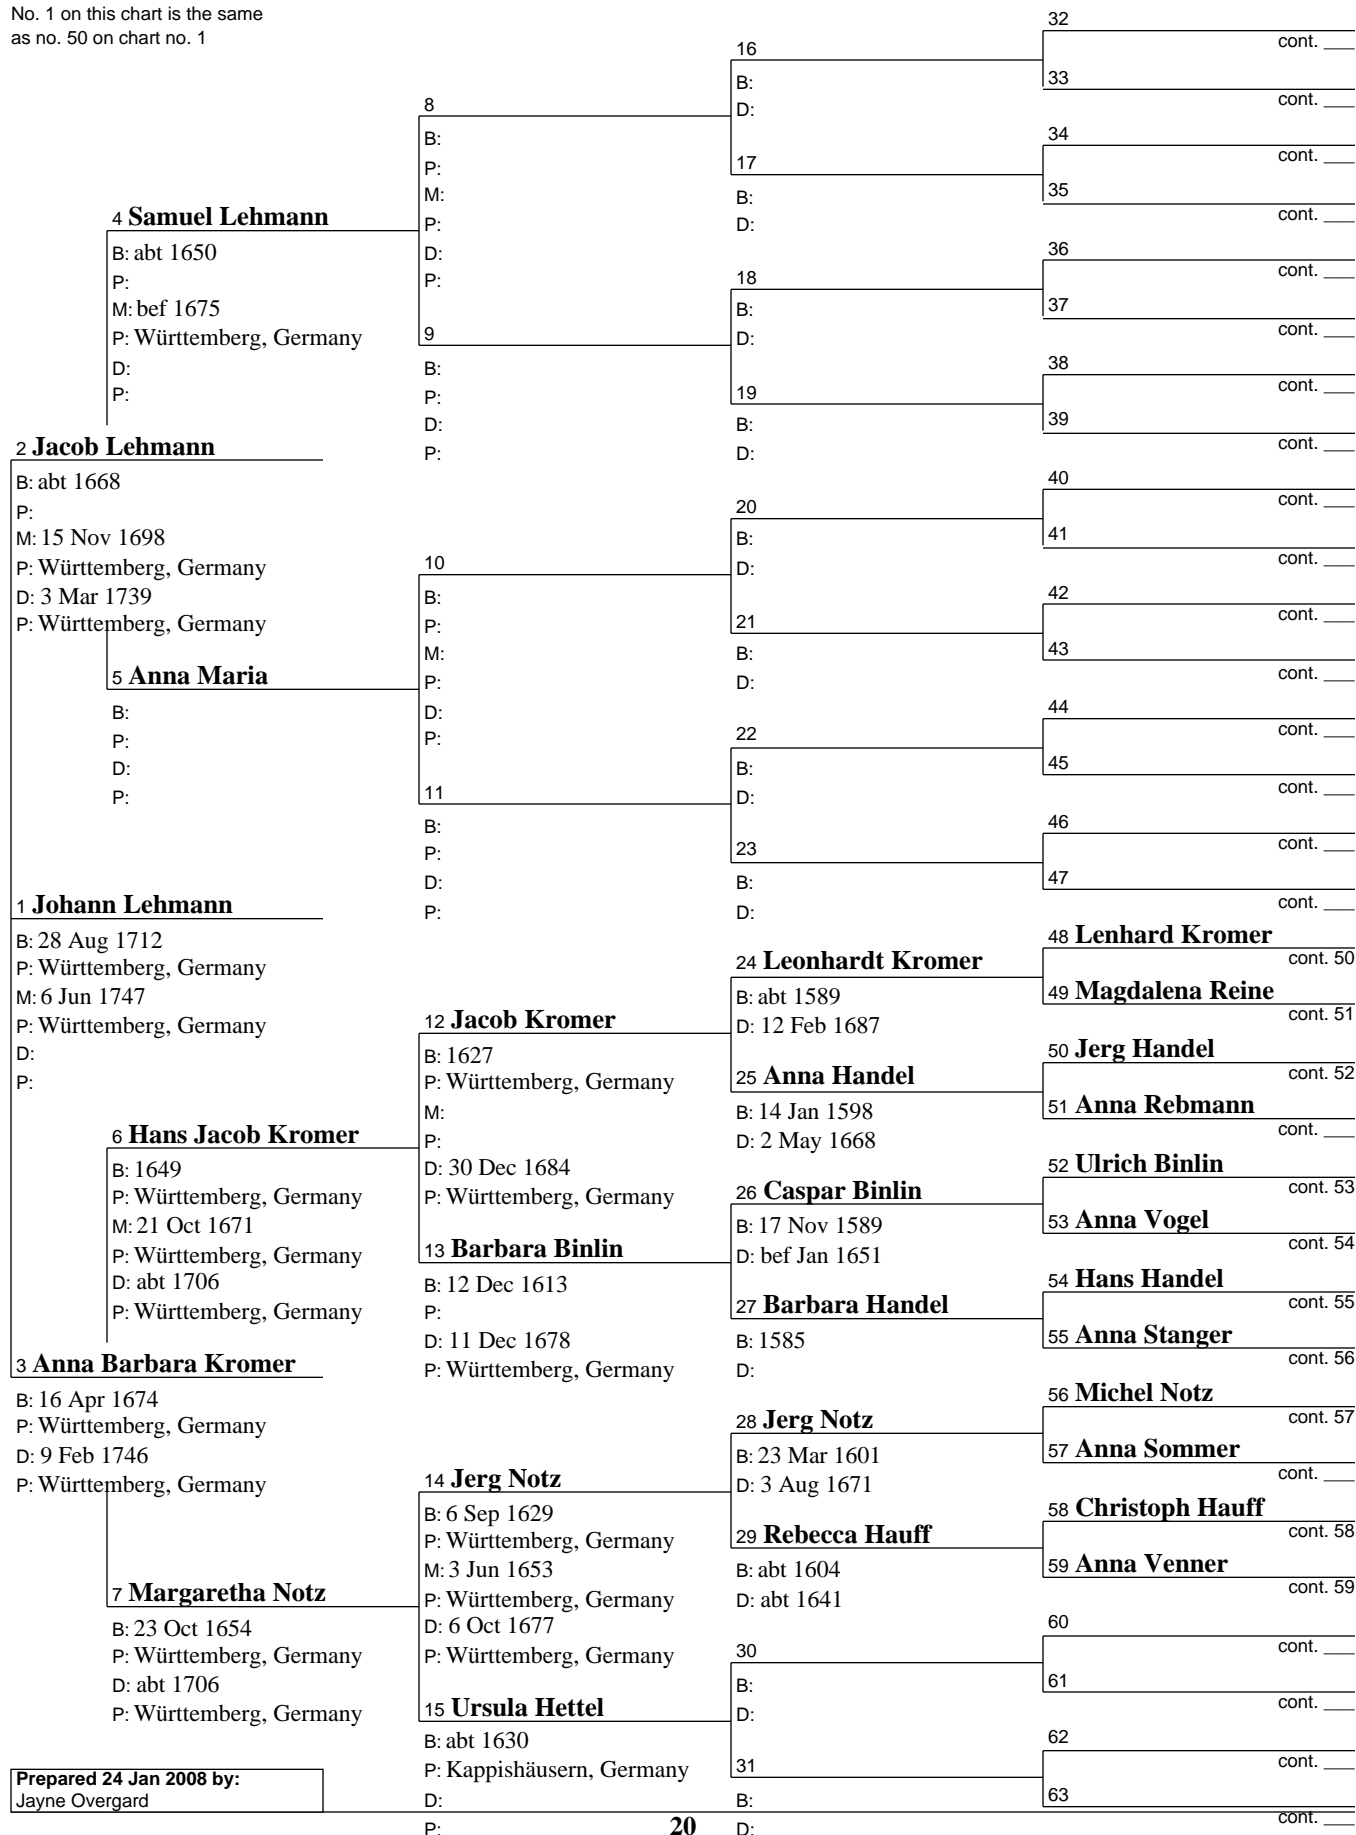 No. 1 on this chart is the same
as no. 50 on chart no. 1
2 Jacob Lehmann
B: abt 1668
P:
M: 15 Nov 1698
P: Württemberg, Germany
D: 3 Mar 1739
P: Württemberg, Germany
1 Johann Lehmann
B: 28 Aug 1712
P: Württemberg, Germany
M: 6 Jun 1747
P: Württemberg, Germany
D:
P:
3 Anna Barbara Kromer
B: 16 Apr 1674
P: Württemberg, Germany
D: 9 Feb 1746
P: Württemberg, Germany
Prepared 24 Jan 2008 by:
Jayne Overgard
4 Samuel Lehmann
B: abt 1650
P:
M: bef 1675
P: Württemberg, Germany
D:
P:
5 Anna Maria
B:
P:
D:
P:
6 Hans Jacob Kromer
B: 1649
P: Württemberg, Germany
M: 21 Oct 1671
P: Württemberg, Germany
D: abt 1706
P: Württemberg, Germany
7 Margaretha Notz
B: 23 Oct 1654
P: Württemberg, Germany
D: abt 1706
P: Württemberg, Germany
8
B:
P:
M:
P:
D:
P:
9
B:
P:
D:
P:
10
B:
P:
M:
P:
D:
P:
11
B:
P:
D:
P:
12 Jacob Kromer
B: 1627
P: Württemberg, Germany
M:
P:
D: 30 Dec 1684
P: Württemberg, Germany
13 Barbara Binlin
B: 12 Dec 1613
P:
D: 11 Dec 1678
P: Württemberg, Germany
14 Jerg Notz
B: 6 Sep 1629
P: Württemberg, Germany
M: 3 Jun 1653
P: Württemberg, Germany
D: 6 Oct 1677
P: Württemberg, Germany
15 Ursula Hettel
B: abt 1630
P: Kappishäusern, Germany
D:
P:
16
B:
D:
17
B:
D:
18
B:
D:
19
B:
D:
20
B:
D:
21
B:
D:
22
B:
D:
23
B:
D:
24 Leonhardt Kromer
B: abt 1589
D: 12 Feb 1687
25 Anna Handel
B: 14 Jan 1598
D: 2 May 1668
26 Caspar Binlin
B: 17 Nov 1589
D: bef Jan 1651
27 Barbara Handel
B: 1585
D:
28 Jerg Notz
B: 23 Mar 1601
D: 3 Aug 1671
29 Rebecca Hauff
B: abt 1604
D: abt 1641
30
B:
D:
31
B:
D:
32
cont. ___
33
cont. ___
34
cont. ___
35
cont. ___
36
cont. ___
37
cont. ___
38
cont. ___
39
cont. ___
40
cont. ___
41
cont. ___
42
cont. ___
43
cont. ___
44
cont. ___
45
cont. ___
46
cont. ___
47
cont. ___
48 Lenhard Kromer
cont. 50
49 Magdalena Reine
cont. 51
50 Jerg Handel
cont. 52
51 Anna Rebmann
cont. ___
52 Ulrich Binlin
cont. 53
53 Anna Vogel
cont. 54
54 Hans Handel
cont. 55
55 Anna Stanger
cont. 56
56 Michel Notz
cont. 57
57 Anna Sommer
cont. ___
58 Christoph Hauff
cont. 58
59 Anna Venner
cont. 59
60
cont. ___
61
cont. ___
62
cont. ___
63
cont. ___
20